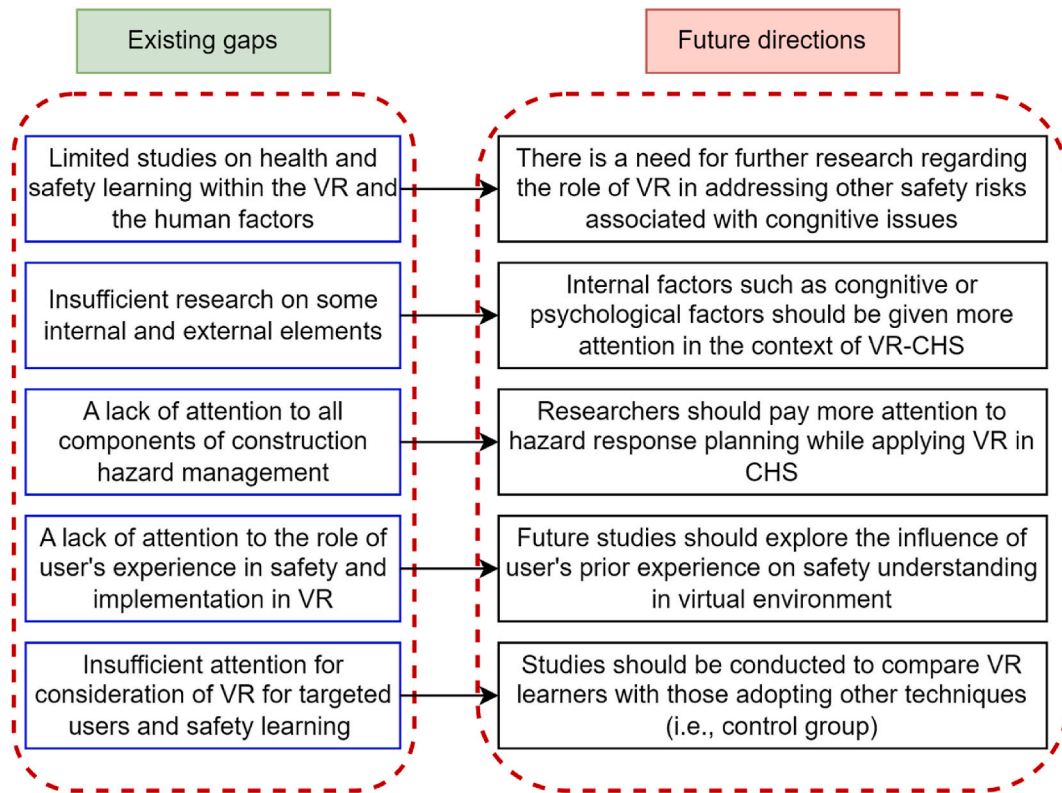 Existing gaps
Future directions
Limited studies on health and
safety learning within the VR and
the human factors
There is a need for further research regarding
the role of VR in addressing other safety risks
associated with congnitive issues
Insufficient research on some
internal and external elements
Internal factors such as congnitive or
psychological factors should be given more
attention in the context of VR-CHS
A lack of attention to all
components of construction
hazard management
Researchers should pay more attention to
hazard response planning while applying VR in
CHS
A lack of attention to the role of
user's experience in safety and
implementation in VR
Future studies should explore the influence of
user's prior experience on safety understanding
in virtual environment
Insufficient attention for
consideration of VR for targeted
users and safety learning
Studies should be conducted to compare VR
learners with those adopting other techniques
(i.e., control group)